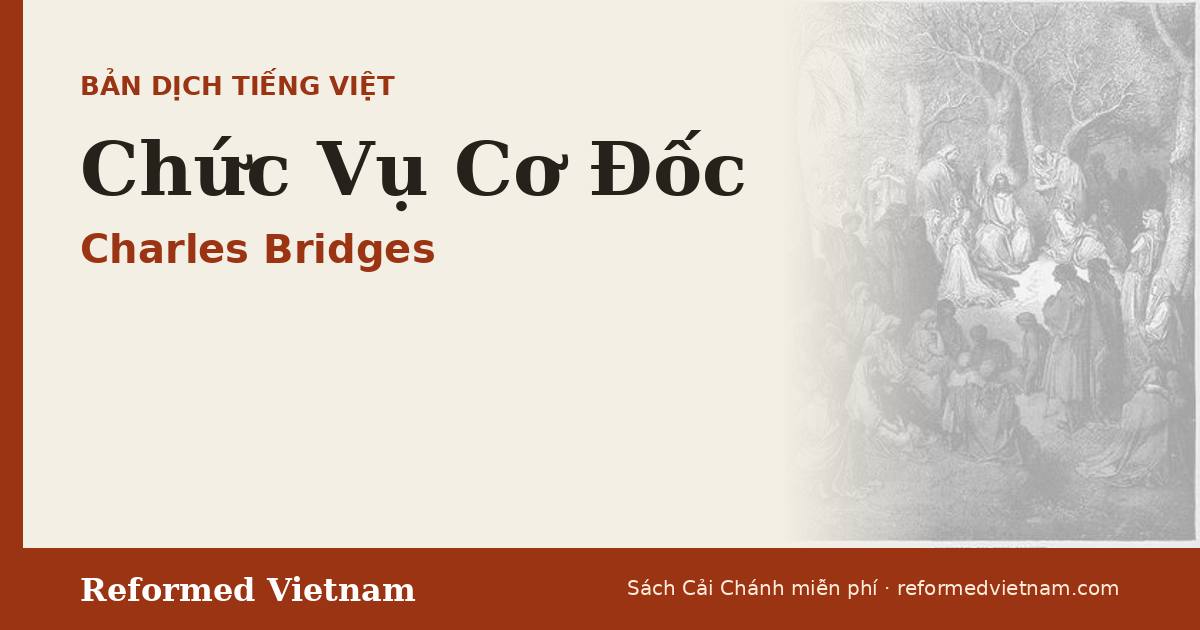 BẢN DỊCH TIẾNG VIỆT
Chức Vụ Cơ Đốc
Charles Bridges
Reformed Vietnam
Sách Cải Chánh miễn phí · reformedvietnam.com